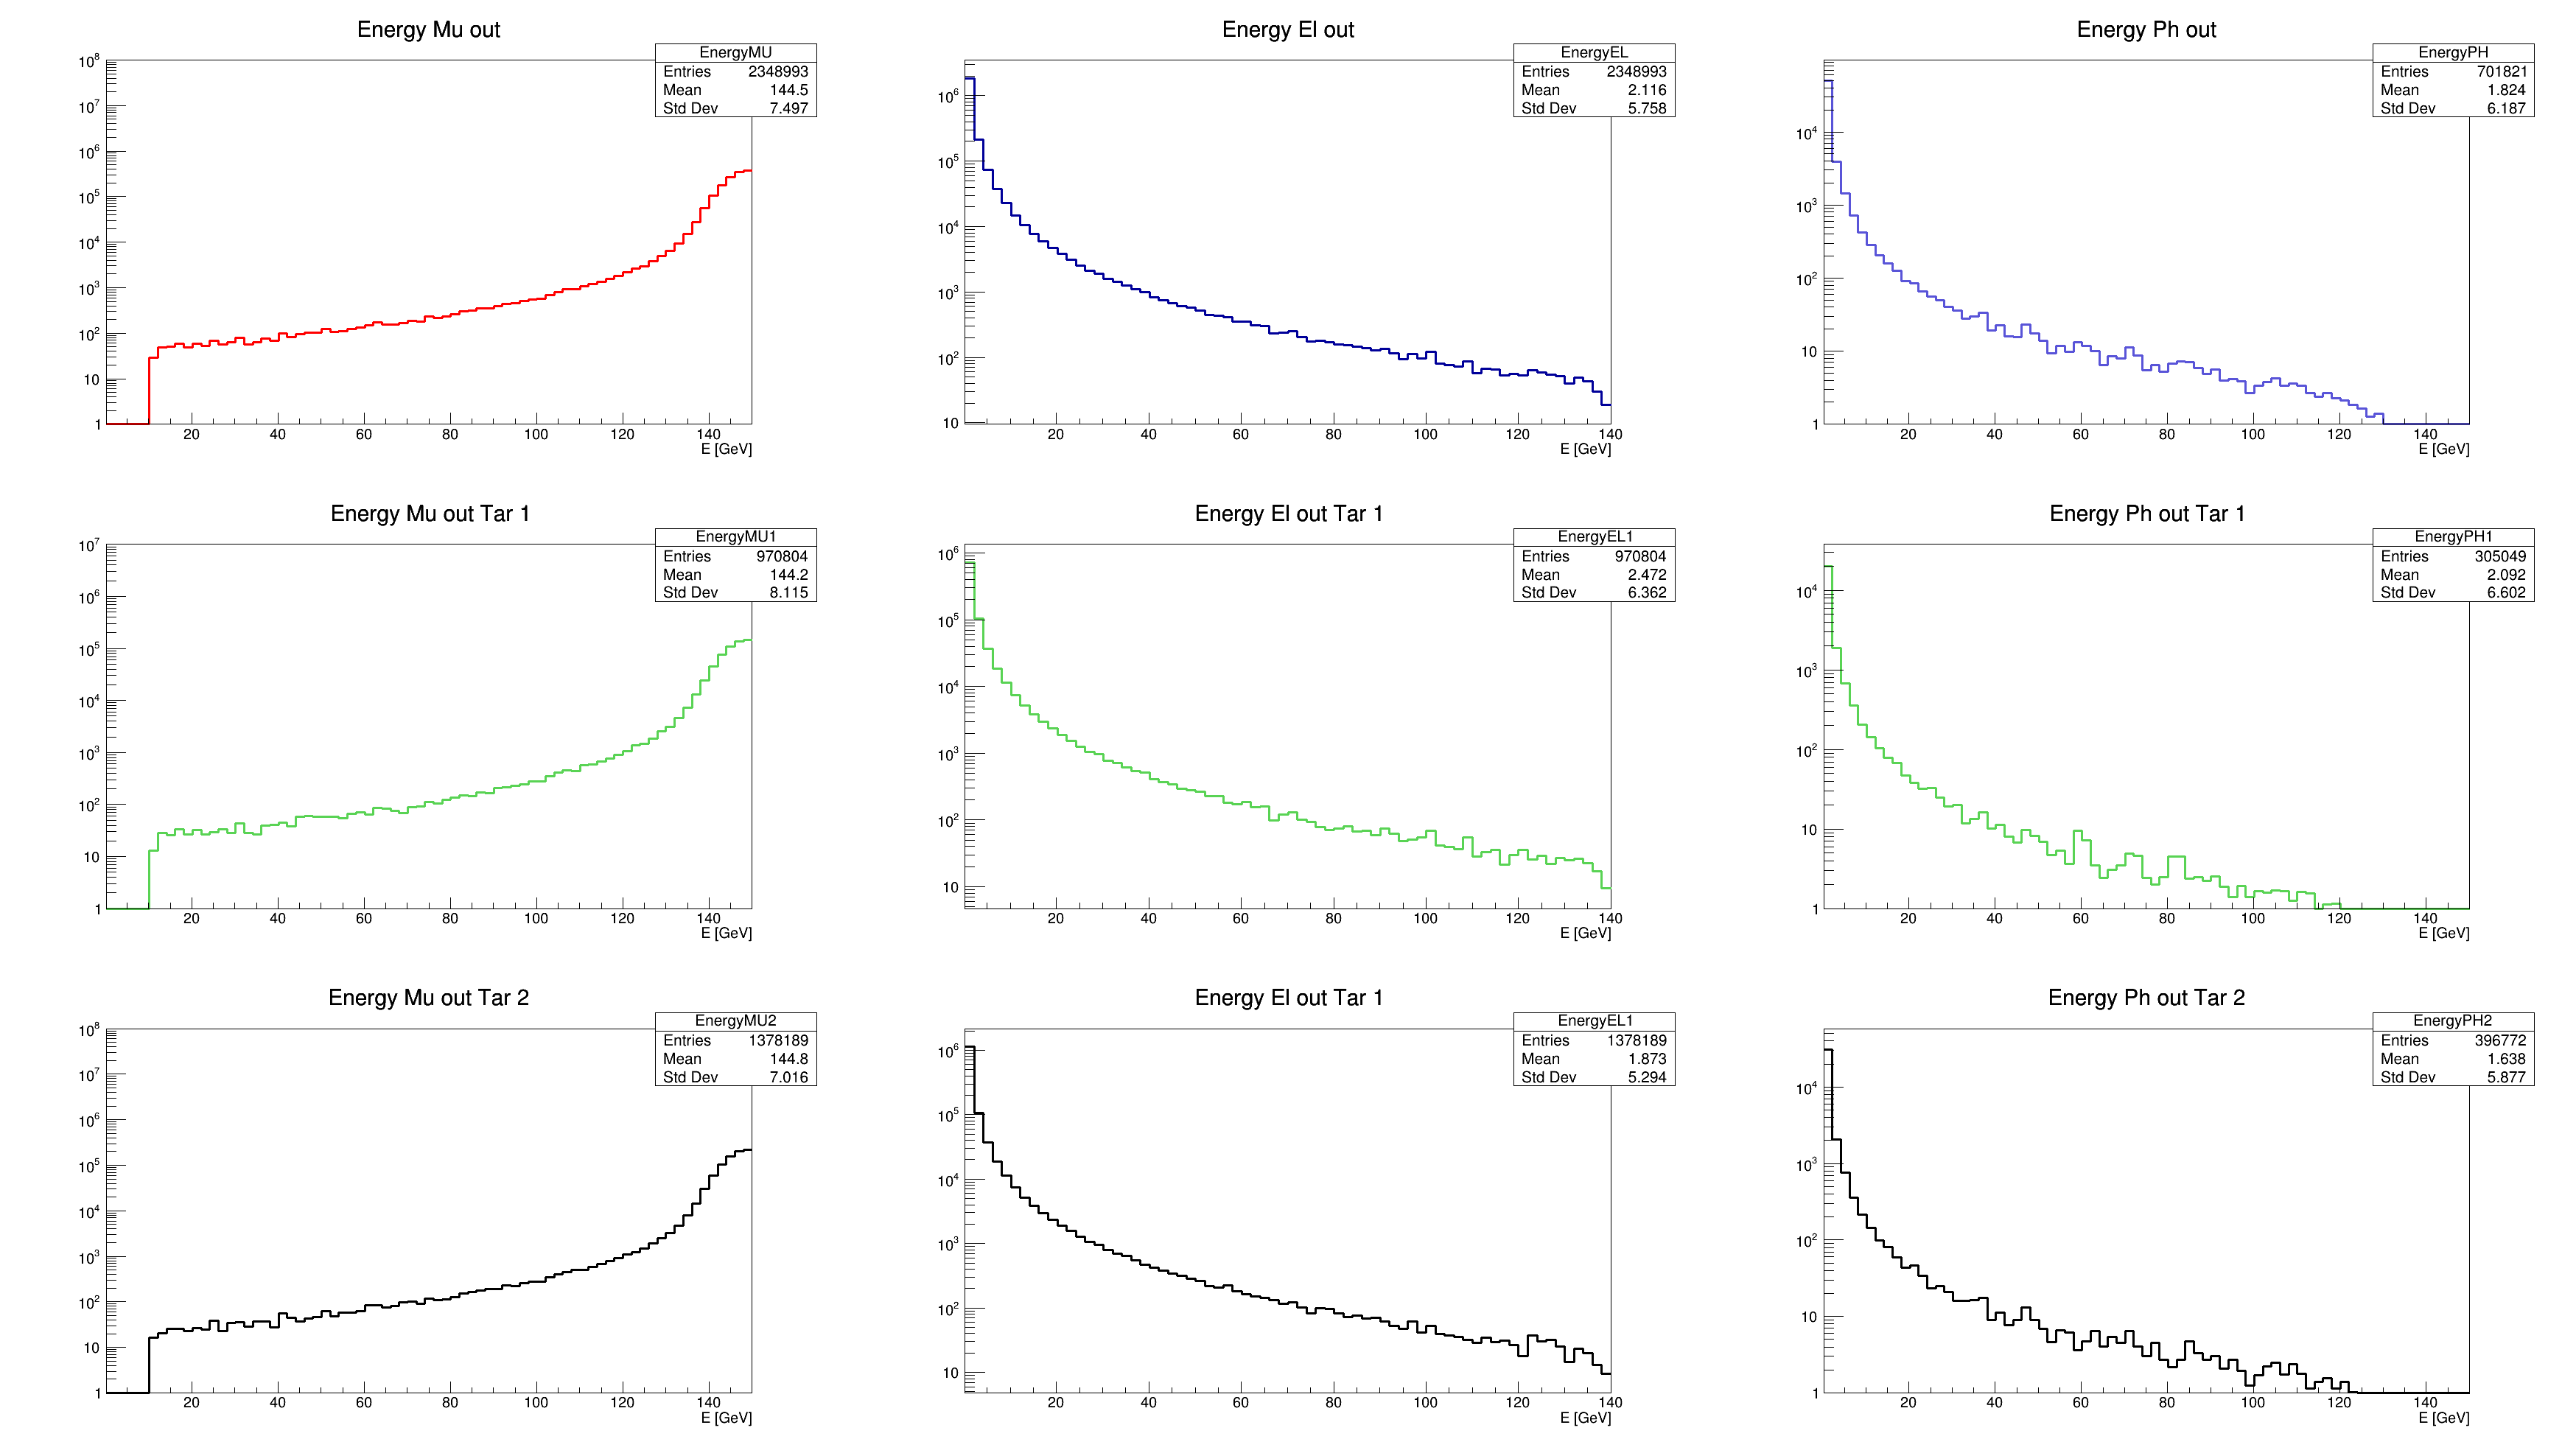 Energy Mu out
EnergyMU
Entries 2348993
Mean 144.5
Std Dev 7.497
10^8
10^7
10^6
10^5
10^4
10^3
10^2
10
1
20 40 60 80 100 120 140
E [GeV]
Energy El out
EnergyEL
Entries 2348993
Mean 2.116
Std Dev 5.758
10^6
10^5
10^4
10^3
10^2
10
20 40 60 80 100 120 140
E [GeV]
Energy Ph out
EnergyPH
Entries 701821
Mean 1.824
Std Dev 6.187
10^4
10^3
10^2
10
1
20 40 60 80 100 120 140
E [GeV]
Energy Mu out Tar 1
EnergyMU1
Entries 970804
Mean 144.2
Std Dev 8.115
10^7
10^6
10^5
10^4
10^3
10^2
10
1
20 40 60 80 100 120 140
E [GeV]
Energy El out Tar 1
EnergyEL1
Entries 970804
Mean 2.472
Std Dev 6.362
10^6
10^5
10^4
10^3
10^2
10
20 40 60 80 100 120 140
E [GeV]
Energy Ph out Tar 1
EnergyPH1
Entries 305049
Mean 2.092
Std Dev 6.602
10^4
10^3
10^2
10
1
20 40 60 80 100 120 140
E [GeV]
Energy Mu out Tar 2
EnergyMU2
Entries 1378189
Mean 144.8
Std Dev 7.016
10^8
10^7
10^6
10^5
10^4
10^3
10^2
10
1
20 40 60 80 100 120 140
E [GeV]
Energy El out Tar 1
EnergyEL1
Entries 1378189
Mean 1.873
Std Dev 5.294
10^6
10^5
10^4
10^3
10^2
10
20 40 60 80 100 120 140
E [GeV]
Energy Ph out Tar 2
EnergyPH2
Entries 396772
Mean 1.638
Std Dev 5.877
10^4
10^3
10^2
10
1
20 40 60 80 100 120 140
E [GeV]